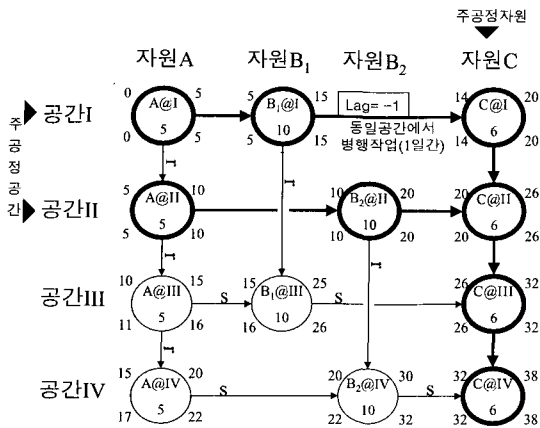 주공정자원
자원A 자원B1 자원B2 자원C
주공정공간
공간I
0 5
A@I
5
0 5
5 15
B1@I
10
5 15
Lag= −1
동일공간에서
병행작업(1일간)
14 20
C@I
6
14 20
r
r
공간II
5 10
A@II
5
5 10
10 20
B2@II
10
10 20
20 26
C@II
6
20 26
r
r
공간III
10 15
A@III
5
11 16
S
15 25
B1@III
10
16 26
S
26 32
C@III
6
26 32
r
공간IV
15 20
A@IV
5
17 22
S
20 30
B2@IV
10
22 32
S
32 38
C@IV
6
32 38